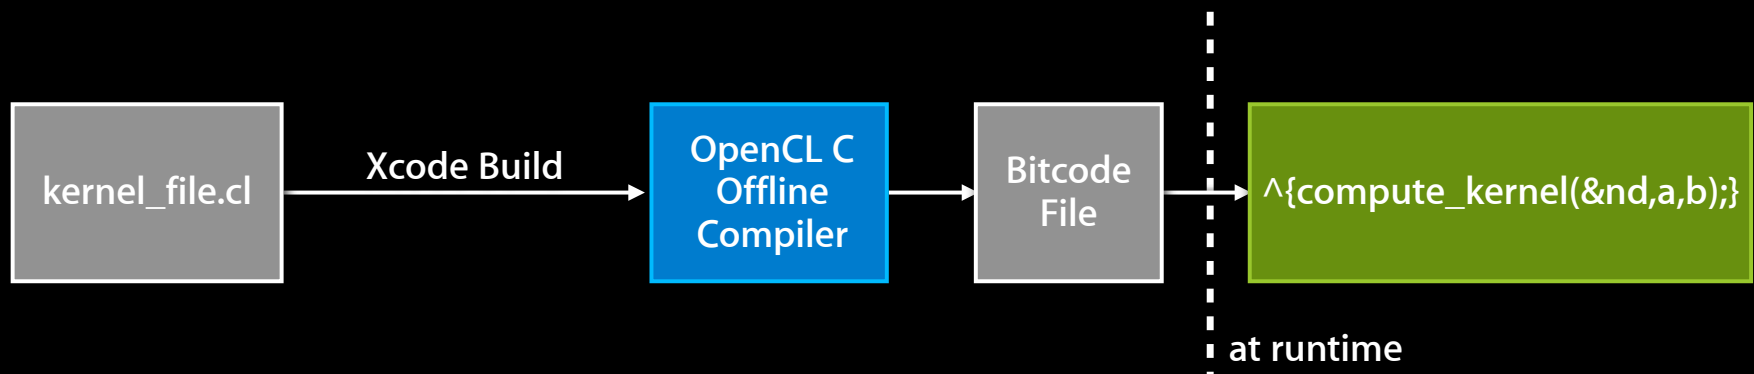 kernel_file.cl
Xcode Build
OpenCL C
Offline
Compiler
Bitcode
File
^{compute_kernel(&nd,a,b);}
at runtime